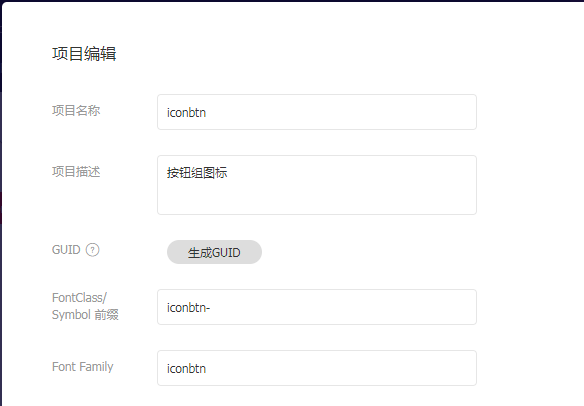 项目编辑
项目名称
iconbtn
项目描述
按钮组图标
GUID ?
生成GUID
FontClass/
Symbol 前缀
iconbtn-
Font Family
iconbtn